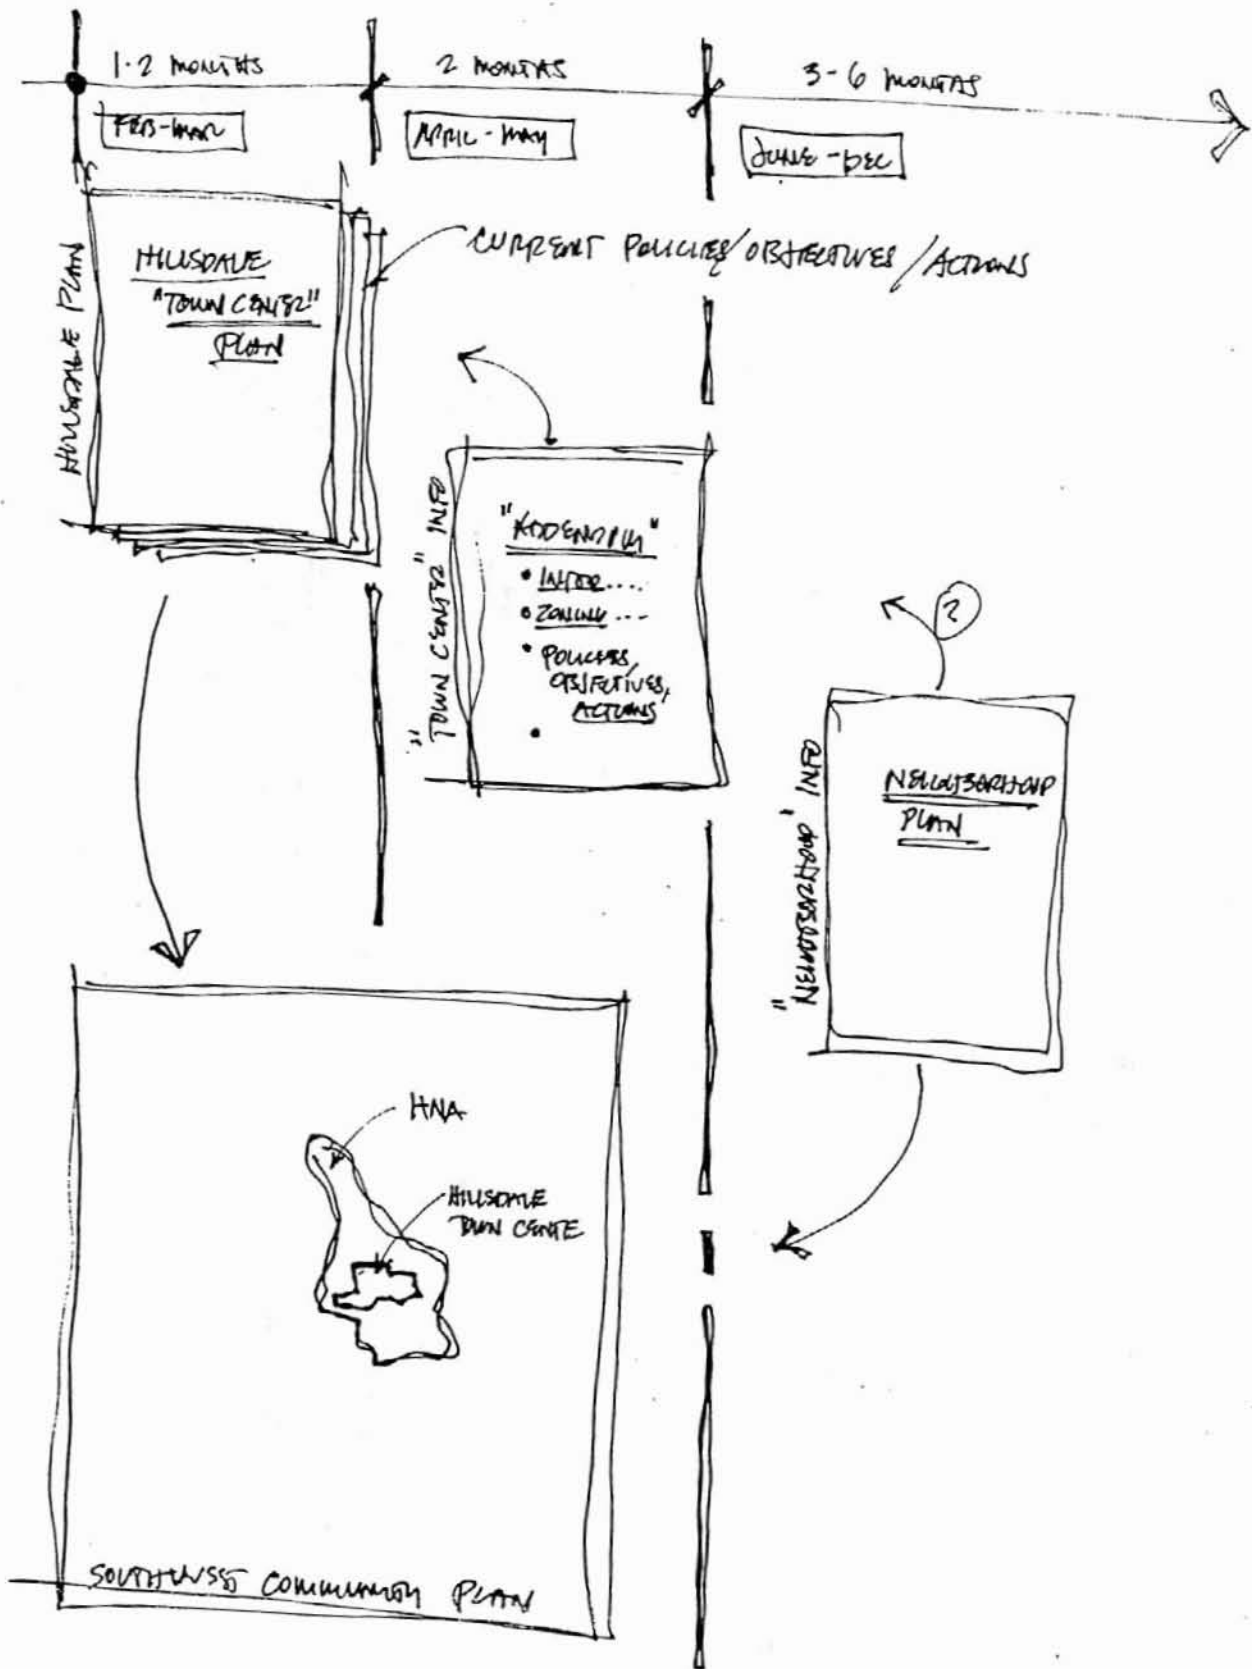 1-2 MONTHS
2 MONTHS
3-6 MONTHS
FEB-MAR
APRIL-MAY
JUNE-DEC
HILLSDALE PLAN
HILLSDALE
"TOWN CENTER"
PLAN
CURRENT POLICIES/OBJECTIVES/ACTIONS
"TOWN CENTER" INFO
"ADDENDUM"
• ....
• ZONING ...
• POLICIES,
OBJECTIVES,
ACTIONS
•
?
"NEIGHBORHOOD" INFO
NEIGHBORHOOD
PLAN
HNA
HILLSDALE
TOWN CENTE
SOUTHWEST COMMUNITY PLAN